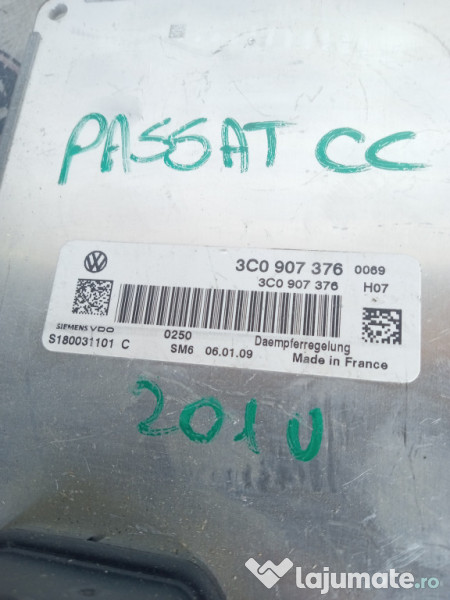 PASSAT CC
3C0 907 376 0069
3C0 907 376 H07
SIEMENS VDO 0250 Daempferregelung
S180031101 C SM6 06.01.09 Made in France
201U
lajumate.ro